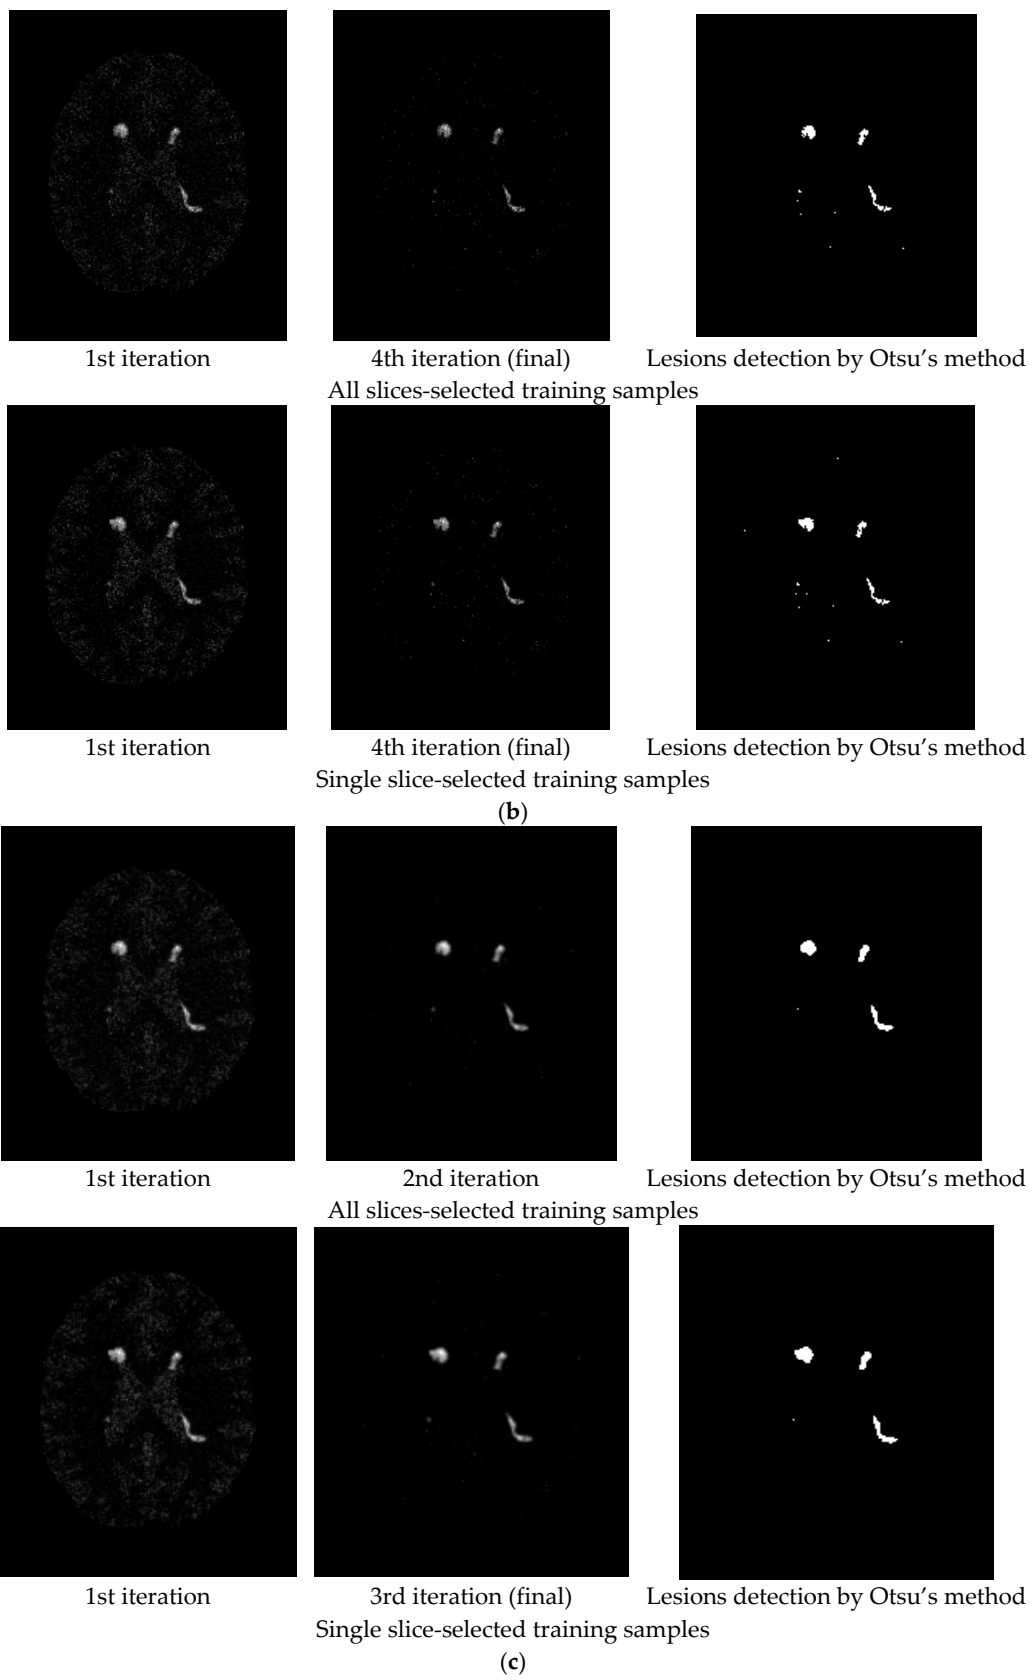 1st iteration 4th iteration (final) Lesions detection by Otsu’s method
All slices-selected training samples
1st iteration 4th iteration (final) Lesions detection by Otsu’s method
Single slice-selected training samples
(b)
1st iteration 2nd iteration Lesions detection by Otsu’s method
All slices-selected training samples
1st iteration 3rd iteration (final) Lesions detection by Otsu’s method
Single slice-selected training samples
(c)